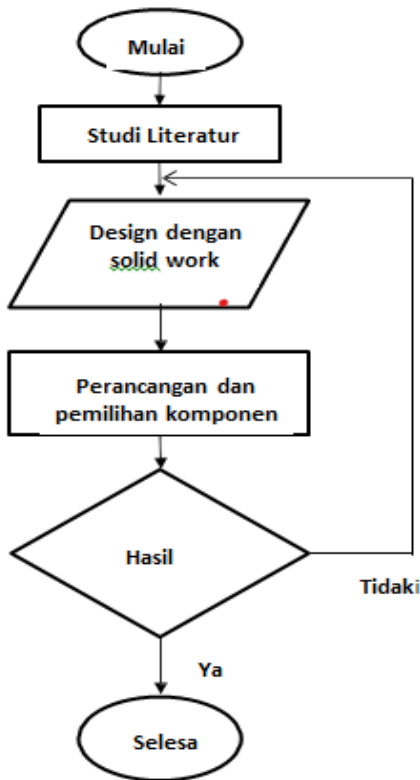 Mulai
Studi Literatur
Design dengan
solid work
Perancangan dan
pemilihan komponen
Hasil
Tidaki
Ya
Selesa